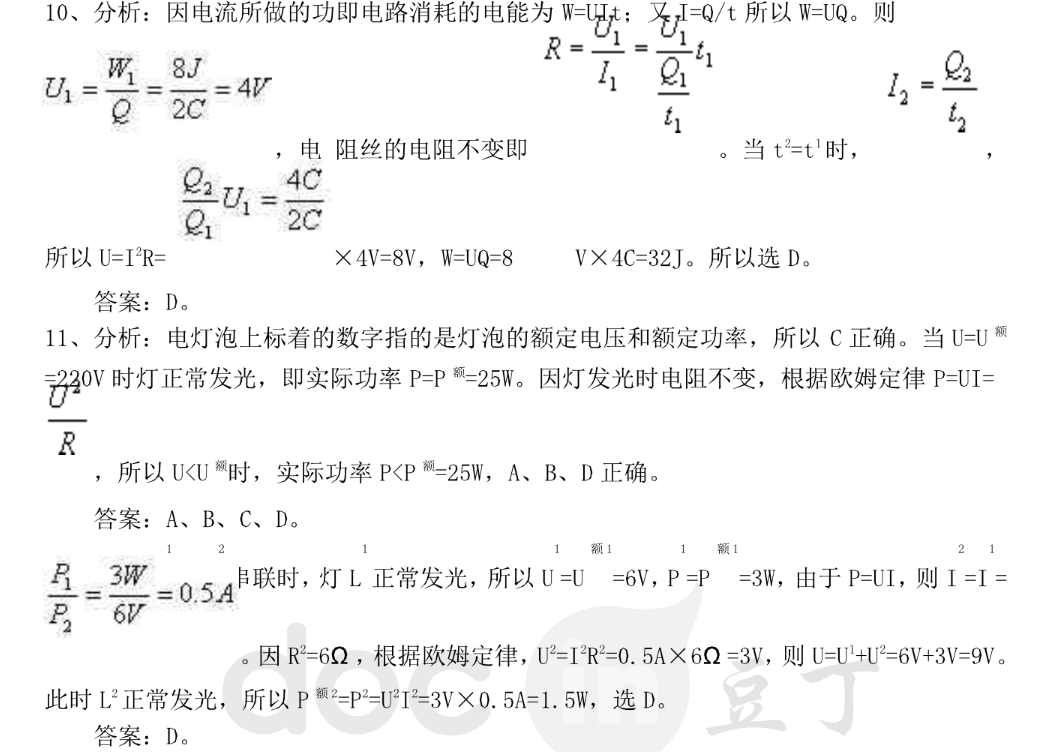 10、分析：因电流所做的功即电路消耗的电能为 W=UIt；又 I=Q/t 所以 W=UQ。则
U₁ = W₁/Q = 8J/2C = 4V ，电 阻丝的电阻不变即 R = U₁/I₁ = U₁/(Q₁/t₁) t₁ 。当 t²=t¹时， I₂ = Q₂/t₂ ，
所以 U=I²R= Q₂/Q₁ U₁ = 4C/2C ×4V=8V，W=UQ=8 V×4C=32J。所以选 D。
答案：D。
11、分析：电灯泡上标着的数字指的是灯泡的额定电压和额定功率，所以 C 正确。当 U=U 额
=220V 时灯正常发光，即实际功率 P=P 额=25W。因灯发光时电阻不变，根据欧姆定律 P=UI=
U²/R ，所以 U<U 额时，实际功率 P<P 额=25W，A、B、D 正确。
答案：A、B、C、D。
1 2 1 1 额1 1 额1 2 1
P₁/P₂ = 3W/6V = 0.5A 串联时，灯 L 正常发光，所以 U =U =6V，P =P =3W，由于 P=UI，则 I =I =
。因 R²=6Ω，根据欧姆定律，U²=I²R²=0.5A×6Ω=3V，则 U=U¹+U²=6V+3V=9V。
此时 L²正常发光，所以 P 额2=P²=U²I²=3V×0.5A=1.5W，选 D。
答案：D。
doc in 豆丁